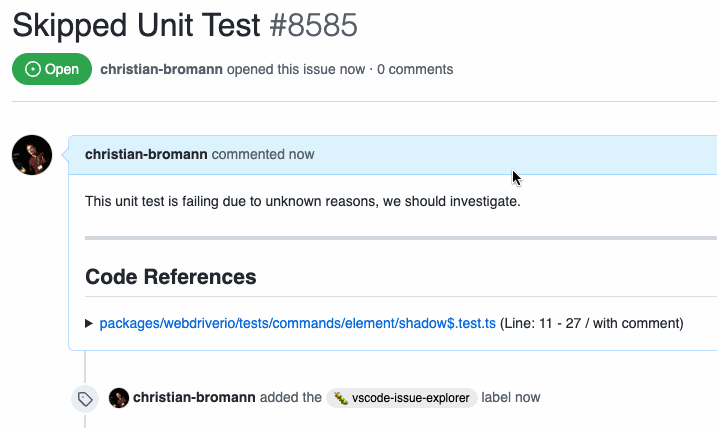 Skipped Unit Test #8585
Open christian-bromann opened this issue now · 0 comments
christian-bromann commented now
This unit test is failing due to unknown reasons, we should investigate.
Code References
packages/webdriverio/tests/commands/element/shadow$.test.ts (Line: 11 - 27 / with comment)
christian-bromann added the vscode-issue-explorer label now